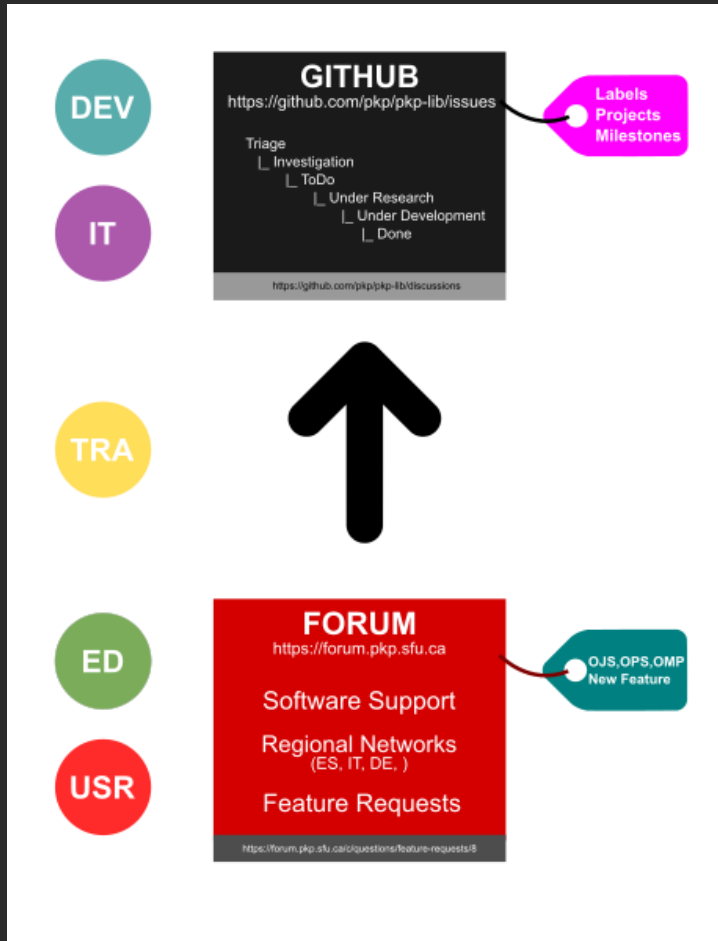 DEV
IT
TRA
ED
USR
GITHUB
https://github.com/pkp/pkp-lib/issues
Triage
|_ Investigation
|_ ToDo
|_ Under Research
|_ Under Development
|_ Done
https://github.com/pkp/pkp-lib/discussions
Labels
Projects
Milestones
FORUM
https://forum.pkp.sfu.ca
Software Support
Regional Networks
(ES, IT, DE, )
Feature Requests
https://forum.pkp.sfu.ca/c/questions/feature-requests/8
OJS,OPS,OMP
New Feature